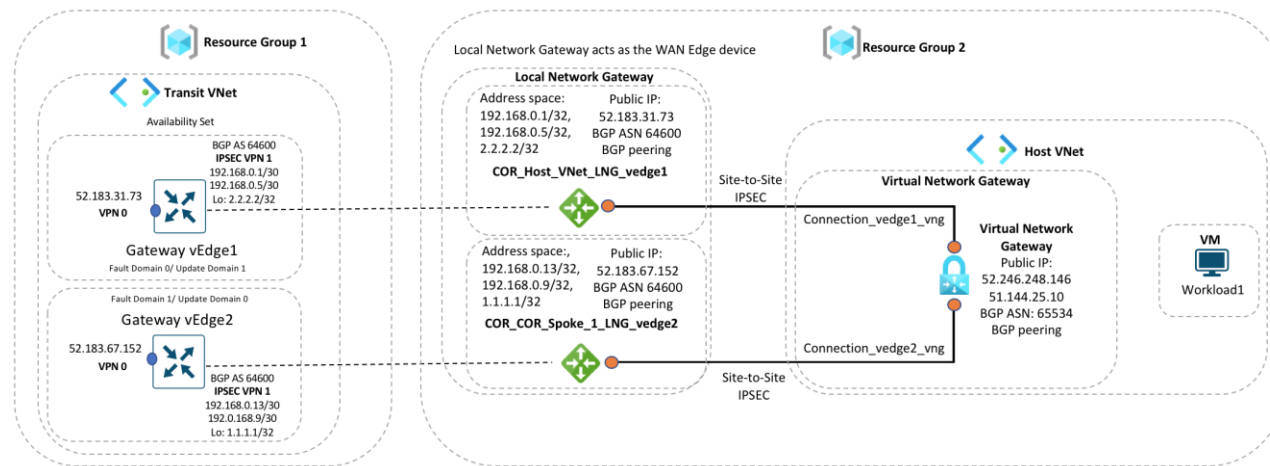 Resource Group 1
Transit VNet
Availability Set
BGP AS 64600
IPSEC VPN 1
192.168.0.1/30
192.168.0.5/30
Lo: 2.2.2.2/32
52.183.31.73
VPN 0
Gateway vEdge1
Fault Domain 0/ Update Domain 1
Fault Domain 1/ Update Domain 0
Gateway vEdge2
52.183.67.152
VPN 0
BGP AS 64600
IPSEC VPN 1
192.168.0.13/30
192.0.168.9/30
Lo: 1.1.1.1/32
Resource Group 2
Local Network Gateway acts as the WAN Edge device
Local Network Gateway
Address space:
192.168.0.1/32,
192.168.0.5/32,
2.2.2.2/32
Public IP:
52.183.31.73
BGP ASN 64600
BGP peering
COR_Host_VNet_LNG_vedge1
Address space:,
192.168.0.13/32,
192.168.0.9/32,
1.1.1.1/32
Public IP:
52.183.67.152
BGP ASN 64600
BGP peering
COR_COR_Spoke_1_LNG_vedge2
Site-to-Site
IPSEC
Site-to-Site
IPSEC
Host VNet
Virtual Network Gateway
Connection_vedge1_vng
Virtual Network
Gateway
Public IP:
52.246.248.146
51.144.25.10
BGP ASN: 65534
BGP peering
Connection_vedge2_vng
VM
Workload1